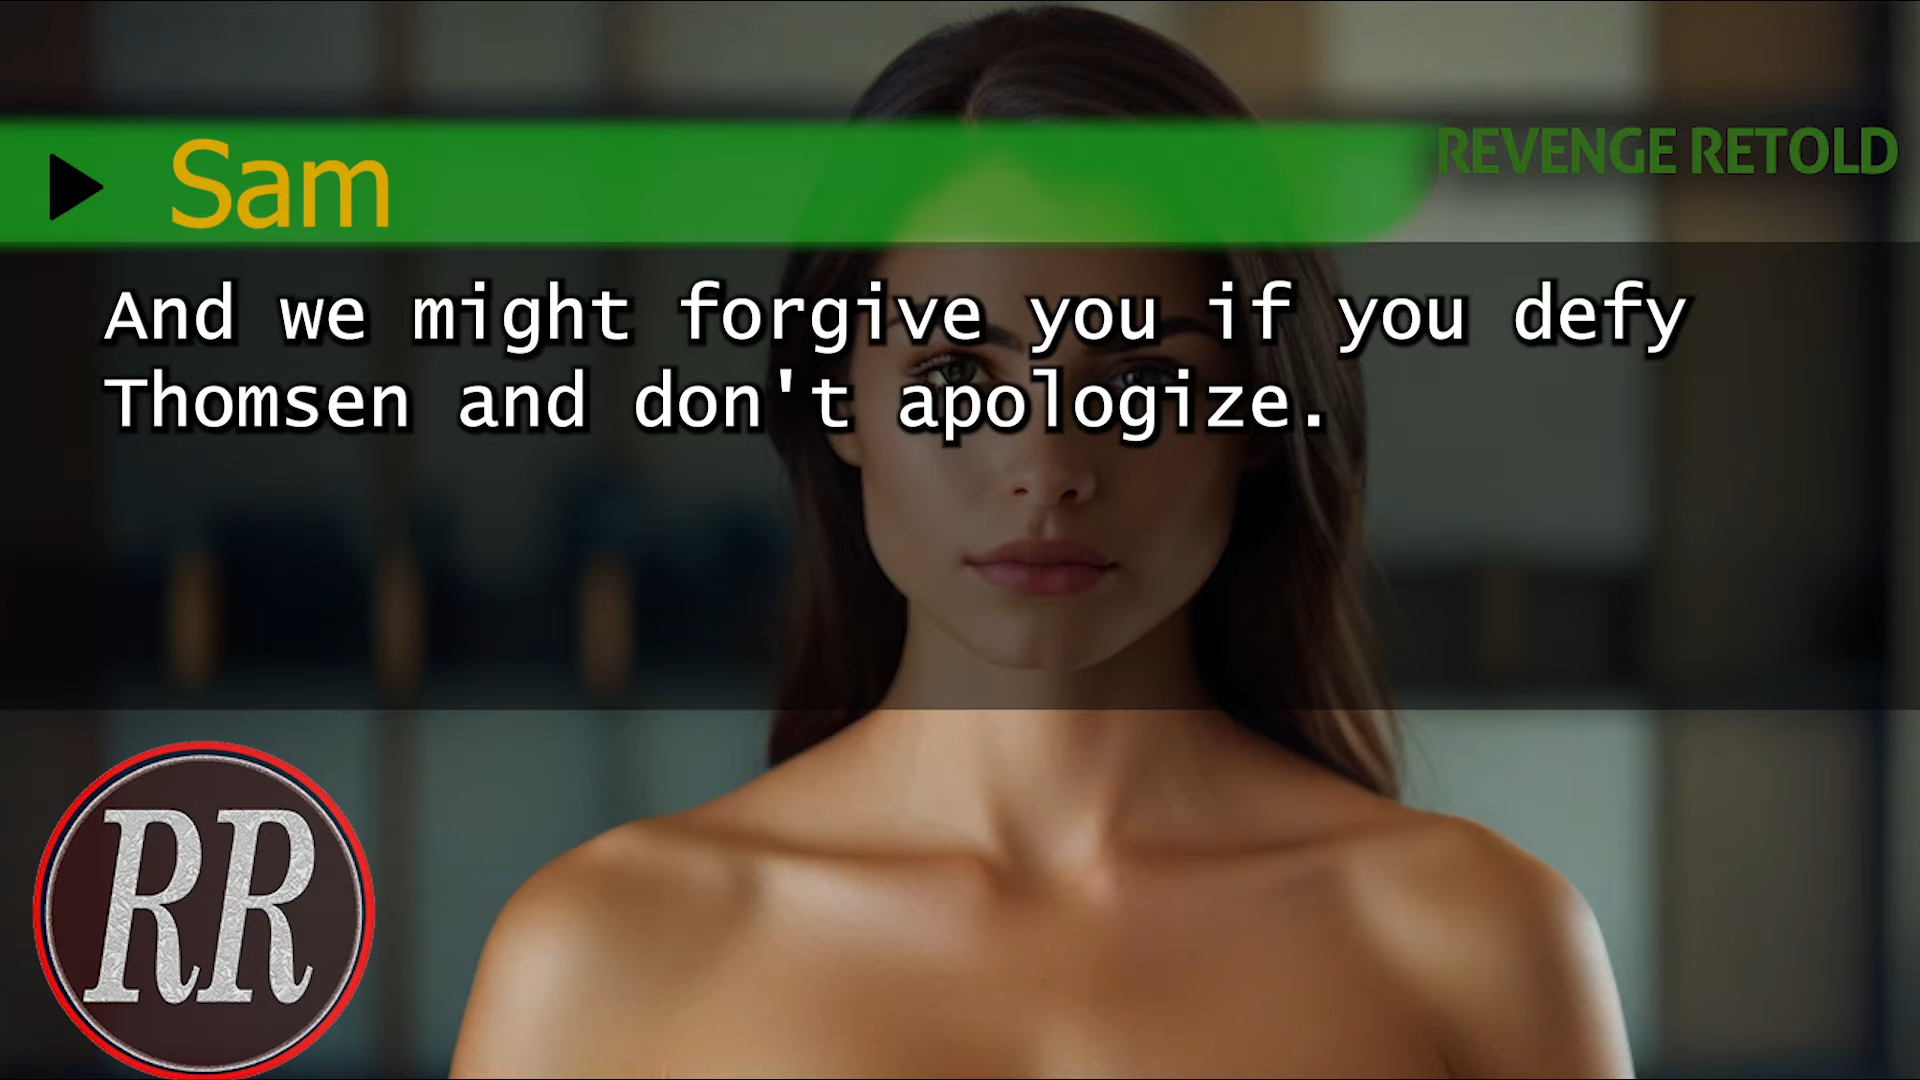 Sam
REVENGE RETOLD
And we might forgive you if you defy
Thomsen and don't apologize.
RR